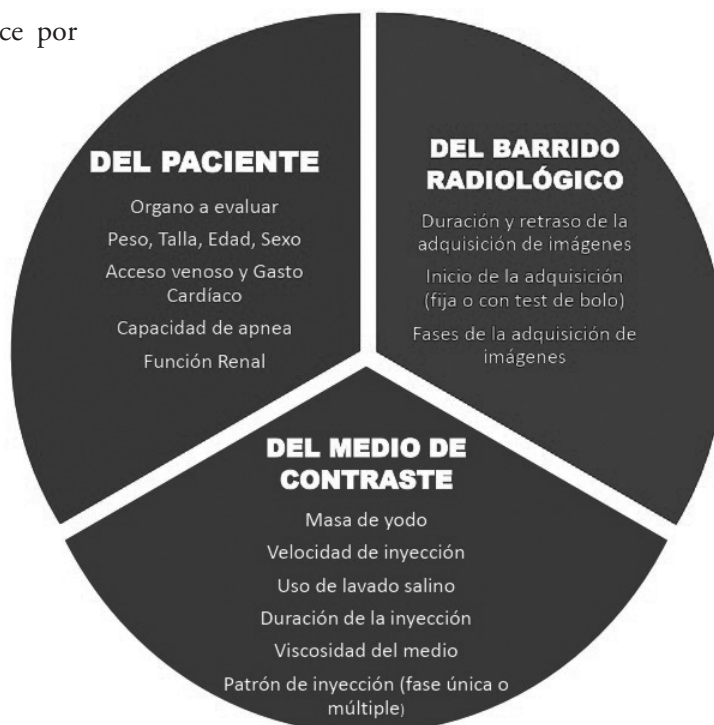 ce por
DEL PACIENTE
Organo a evaluar
Peso, Talla, Edad, Sexo
Acceso venoso y Gasto
Cardíaco
Capacidad de apnea
Función Renal
DEL BARRIDO
RADIOLÓGICO
Duración y retraso de la
adquisición de imágenes
Inicio de la adquisición
(fija o con test de bolo)
Fases de la adquisición de
imágenes
DEL MEDIO DE
CONTRASTE
Masa de yodo
Velocidad de inyección
Uso de lavado salino
Duración de la inyección
Viscosidad del medio
Patrón de inyección (fase única o
múltiple)